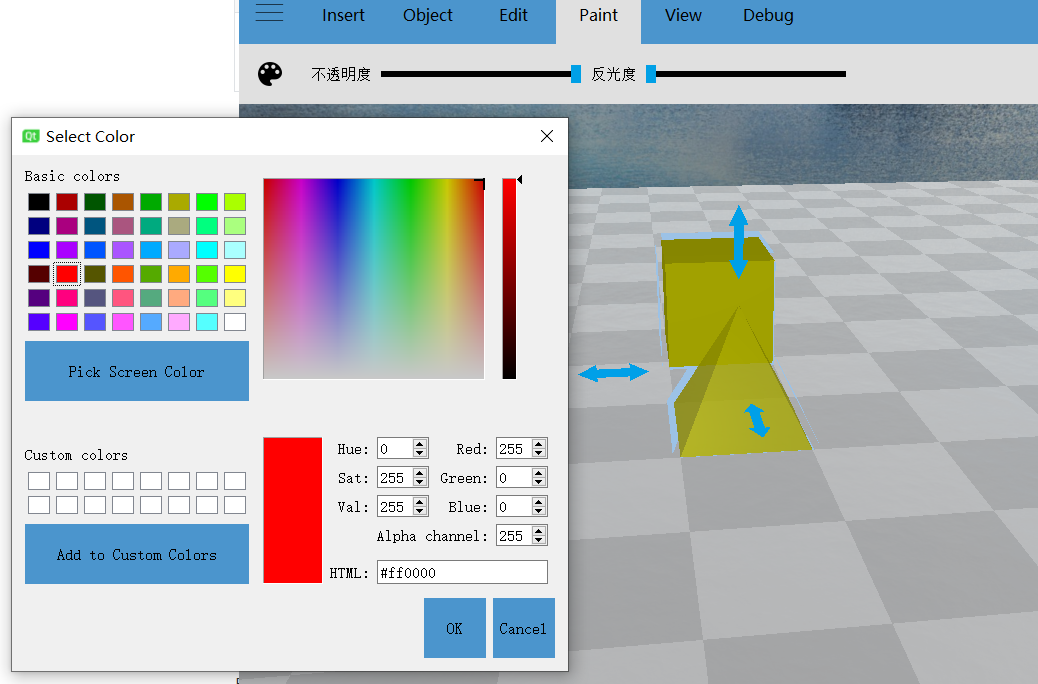 Insert Object Edit Paint View Debug
不透明度 反光度
Qt Select Color
Basic colors
Pick Screen Color
Custom colors
Add to Custom Colors
Hue: 0 Red: 255
Sat: 255 Green: 0
Val: 255 Blue: 0
Alpha channel: 255
HTML: #ff0000
OK Cancel